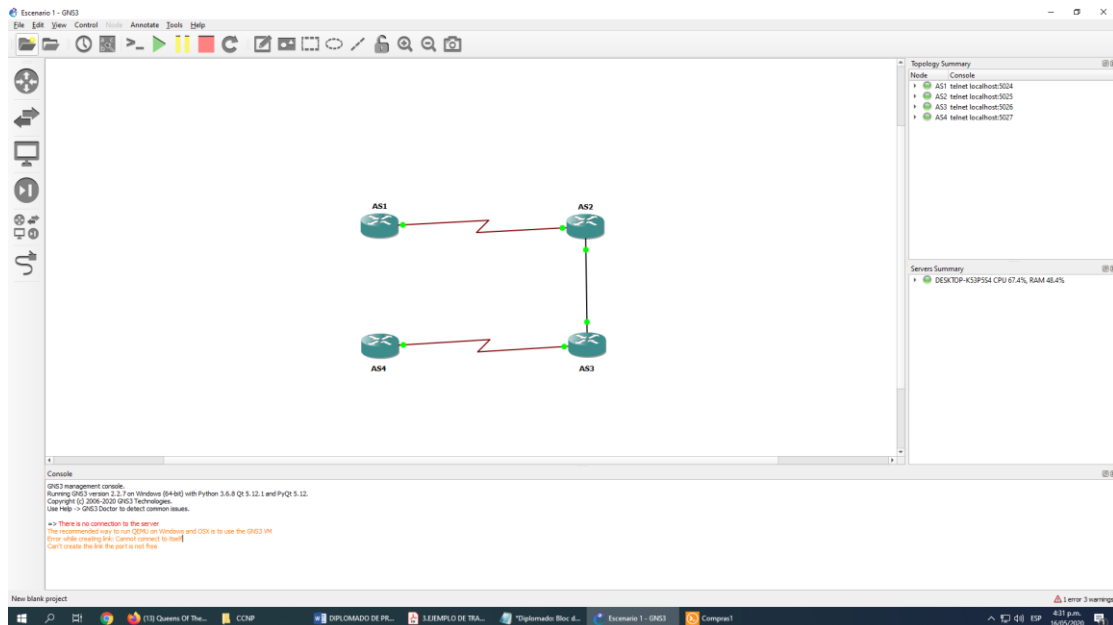 Escenario 1 - GNS3
File Edit View Control Node Annotate Tools Help
Topology Summary
Node Console
AS1 telnet localhost:5024
AS2 telnet localhost:5025
AS3 telnet localhost:5026
AS4 telnet localhost:5027
AS1
AS2
AS4
AS3
Servers Summary
DESKTOP-K53P5S4 CPU 67.4%, RAM 48.4%
Console
GNS3 management console.
Running GNS3 version 2.2.7 on Windows (64-bit) with Python 3.6.8 Qt 5.12.1 and PyQt 5.12.
Copyright (c) 2006-2020 GNS3 Technologies.
Use Help -> GNS3 Doctor to detect common issues.
=> There is no connection to the server
The recommended way to run QEMU on Windows and OSX is to use the GNS3 VM
Error while creating link: Cannot connect to itself
Can't create the link the port is not free
New blank project
1 error 3 warnings
(13) Queens Of The...
CCNP
DIPLOMADO DE PR...
3.EJEMPLO DE TRA...
*Diplomado: Bloc d...
Escenario 1 - GNS3
Compras1
ESP
4:31 p.m.
16/05/2020